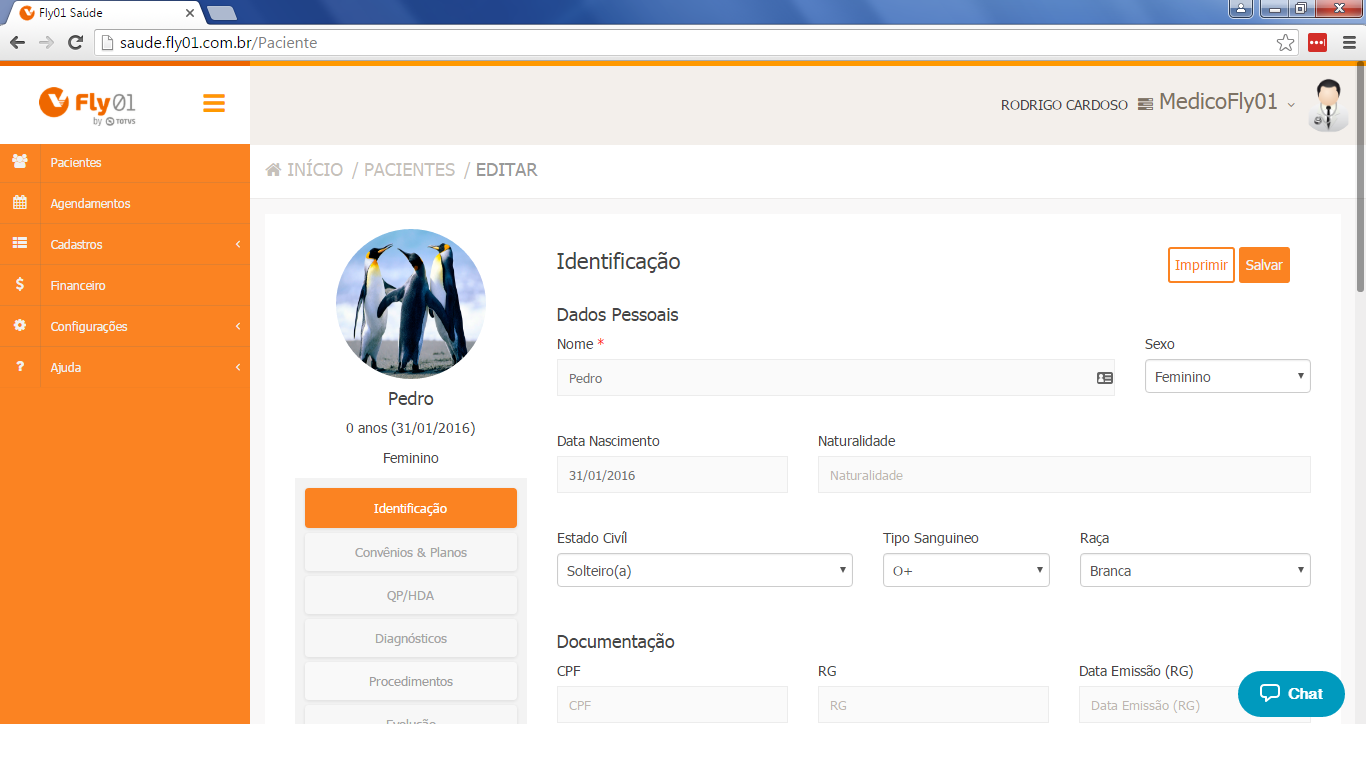 Fly01 Saúde
saude.fly01.com.br/Paciente
Fly01
by TOTVS
RODRIGO CARDOSO MedicoFly01
Pacientes
Agendamentos
Cadastros
Financeiro
Configurações
Ajuda
INÍCIO / PACIENTES / EDITAR
Pedro
0 anos (31/01/2016)
Feminino
Identificação
Convênios & Planos
QP/HDA
Diagnósticos
Procedimentos
Evolução
Identificação
Imprimir Salvar
Dados Pessoais
Nome * Sexo
Pedro Feminino
Data Nascimento Naturalidade
31/01/2016 Naturalidade
Estado Civíl Tipo Sanguineo Raça
Solteiro(a) O+ Branca
Documentação
CPF RG Data Emissão (RG)
CPF RG Data Emissão (RG)
Chat